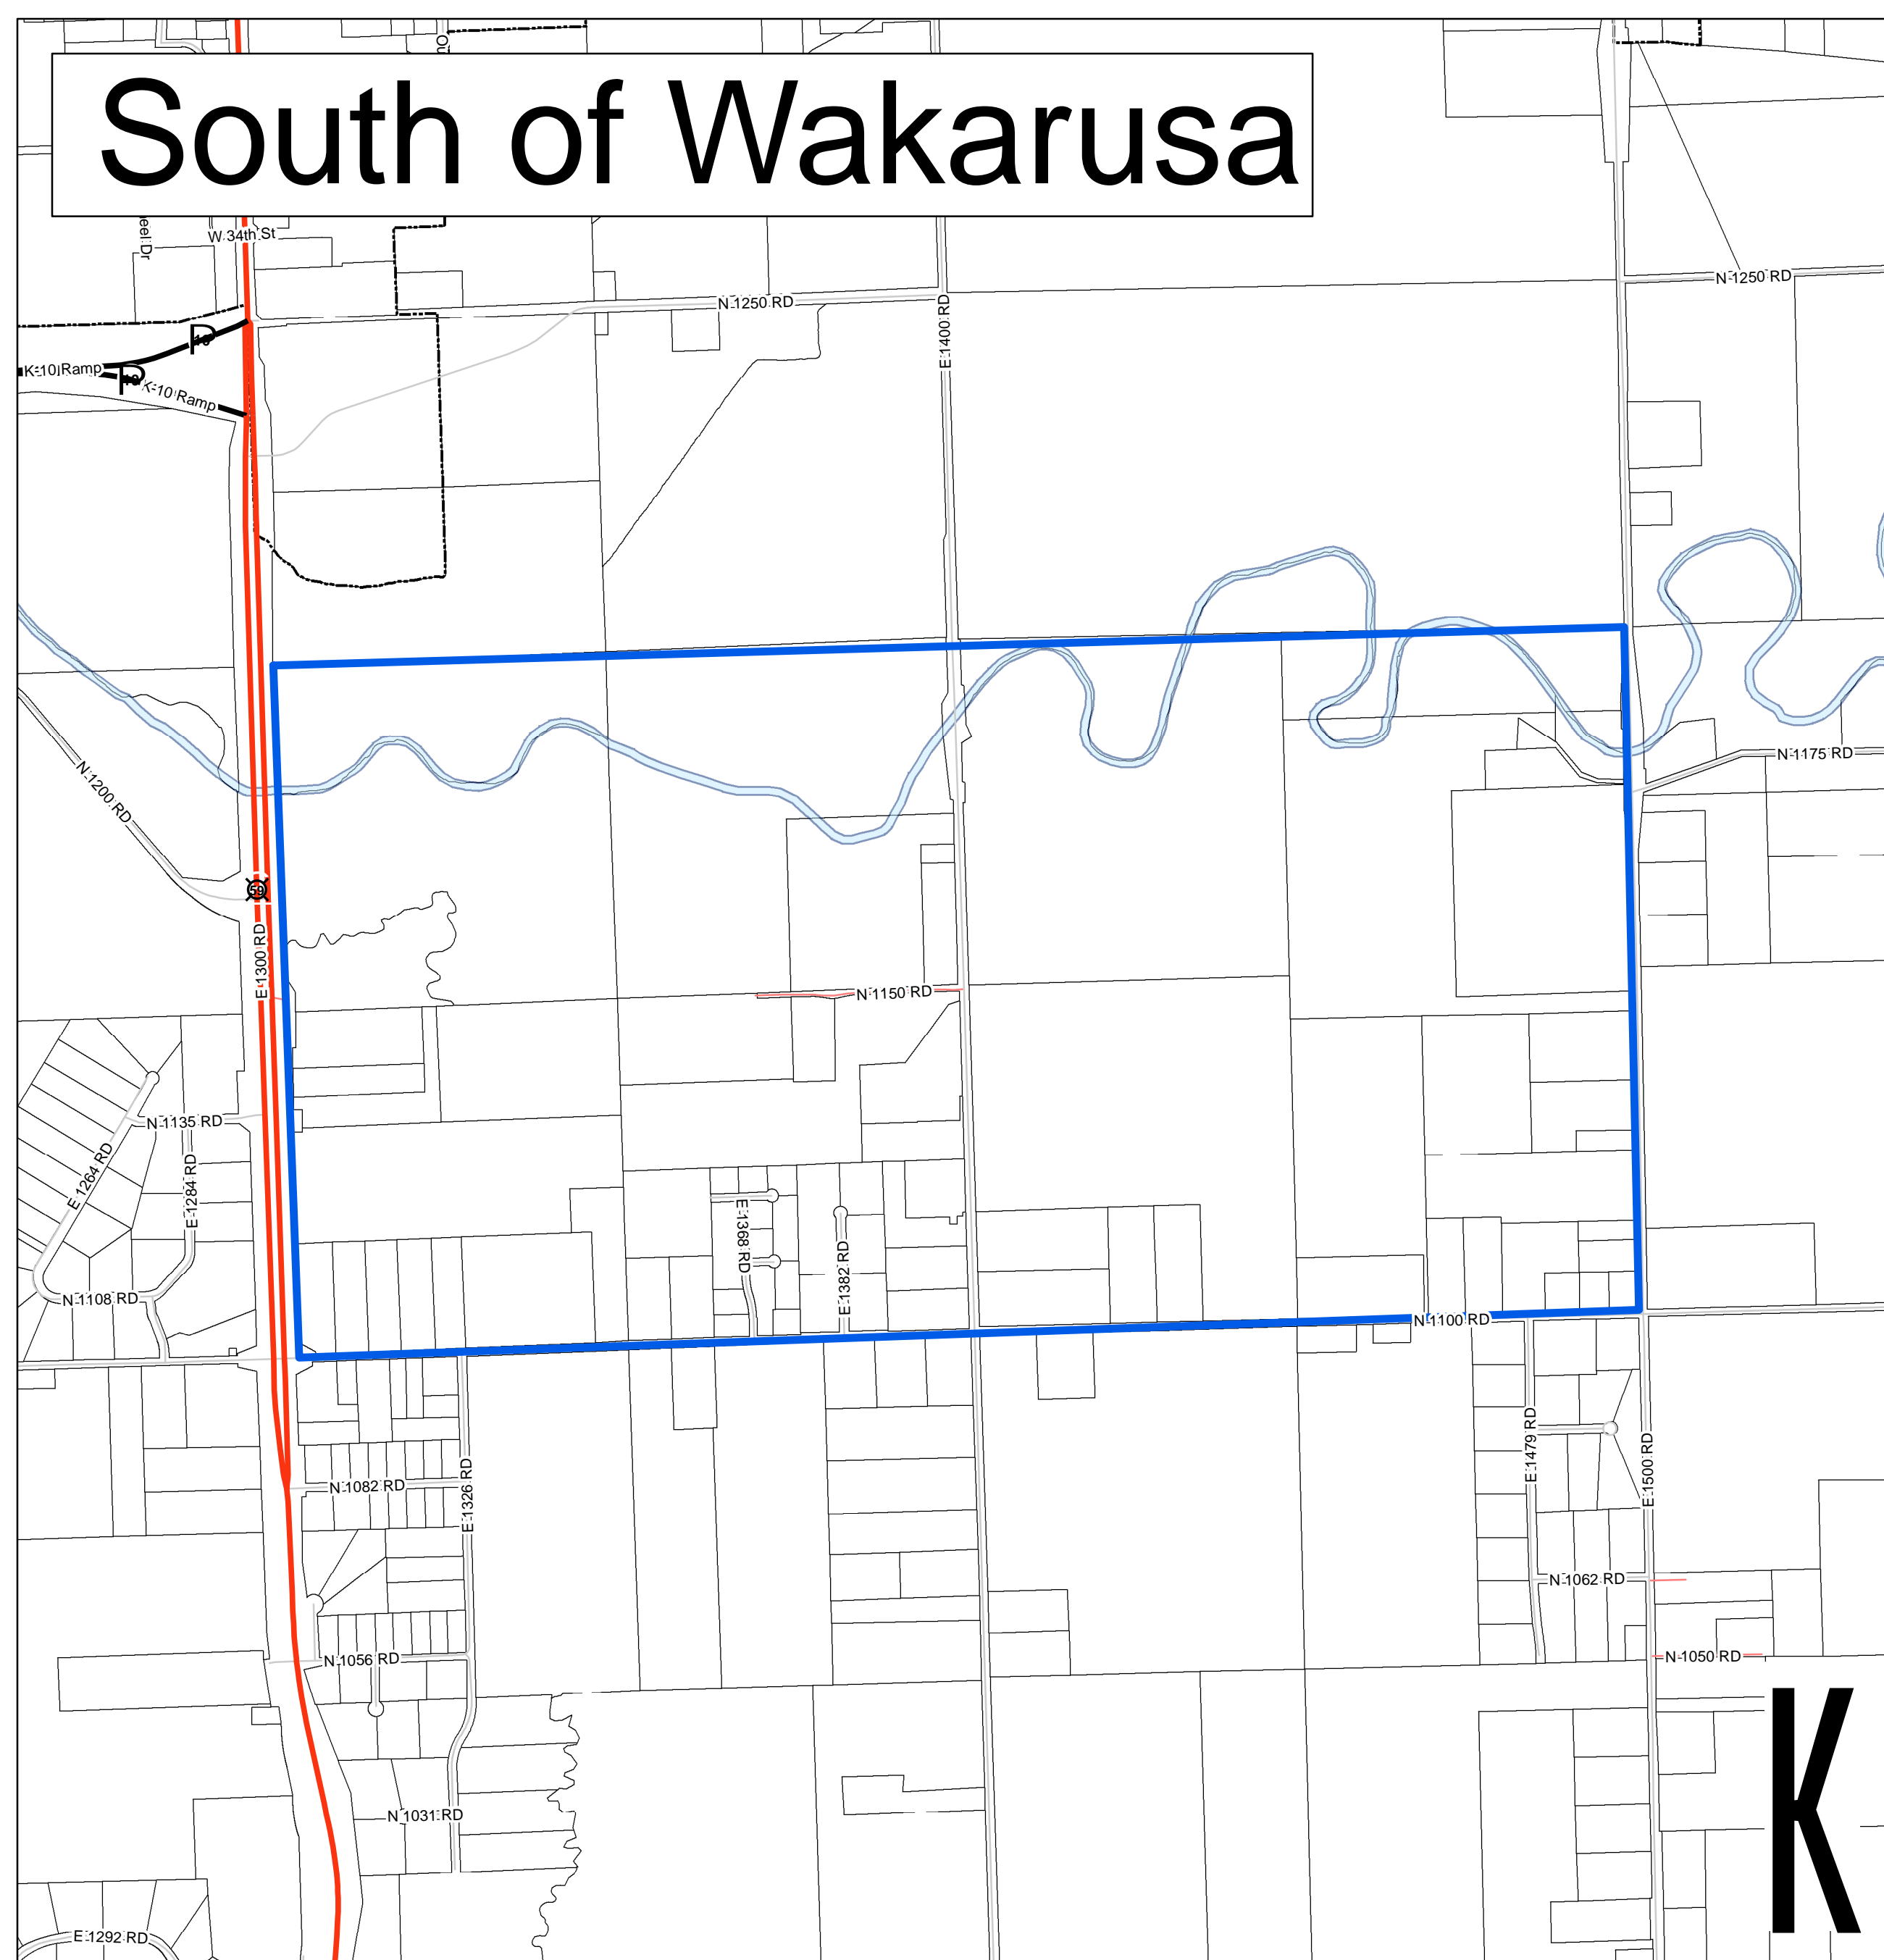 South of Wakarusa
W 34th St
eel Dr
N 1250 RD
N 1250 RD
E 1400 RD
K-10 Ramp
K-10 Ramp
N 1175 RD
N 1200 RD
59
E 1300 RD
N 1150 RD
N 1135 RD
E 1264 RD
E 1284 RD
E 1368 RD
E 1382 RD
N 1108 RD
N 1100 RD
E 1479 RD
E 1500 RD
N 1082 RD
E 1326 RD
N 1062 RD
N 1056 RD
N 1050 RD
K
N 1031 RD
E 1292 RD